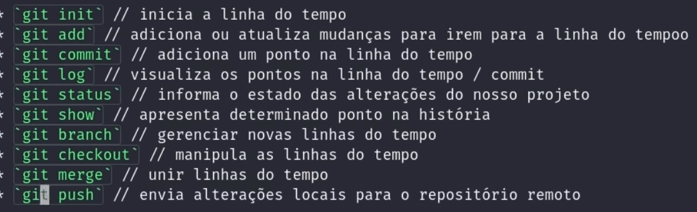 * `git init` // inicia a linha do tempo
* `git add` // adiciona ou atualiza mudanças para irem para a linha do tempoo
* `git commit` // adiciona um ponto na linha do tempo
* `git log` // visualiza os pontos na linha do tempo / commit
* `git status` // informa o estado das alterações do nosso projeto
* `git show` // apresenta determinado ponto na história
* `git branch` // gerenciar novas linhas do tempo
* `git checkout` // manipula as linhas do tempo
* `git merge` // unir linhas do tempo
* `git push` // envia alterações locais para o repositório remoto